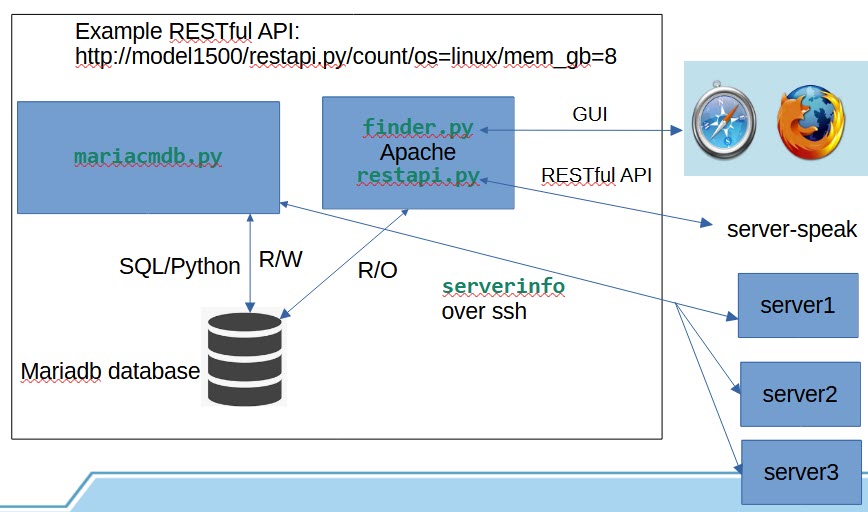 Example RESTful API:
http://model1500/restapi.py/count/os=linux/mem_gb=8
mariacmdb.py
finder.py
Apache
restapi.py
GUI
RESTful API
server-speak
SQL/Python
R/W
R/O
serverinfo
over ssh
server1
Mariadb database
server2
server3